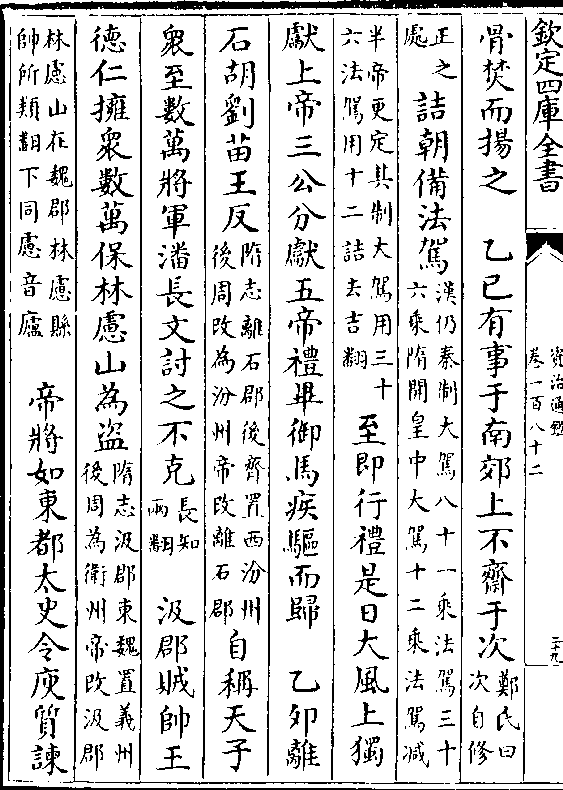 欽定四庫全書
資治通鑑
卷一百八十二
二十九
骨焚而揚之　乙巳有事于南郊上不齋于次
鄭氏曰
次自修
正之
處
詰朝備法駕
漢仍秦制大駕八十一乘法駕三十
六乘隋開皇中大駕十二乘法駕減
半帝更定其制大駕用三十
六法駕用十二詰去吉翻
至即行禮是日大風上獨
獻上帝三公分獻五帝禮畢御馬疾驅而歸　乙夘離
石胡劉苗王反
隋志離石郡後齊置西汾州
後周改為汾州帝改離石郡
自稱天子
衆至數萬將軍潘長文討之不克
長知
兩翻
汲郡賊帥王
德仁擁衆數萬保林慮山為盜
隋志汲郡東魏置義州
後周為衛州帝改汲郡
林慮山在魏郡林慮縣
帥所類翻下同慮音廬
帝將如東都太史令庾質諫